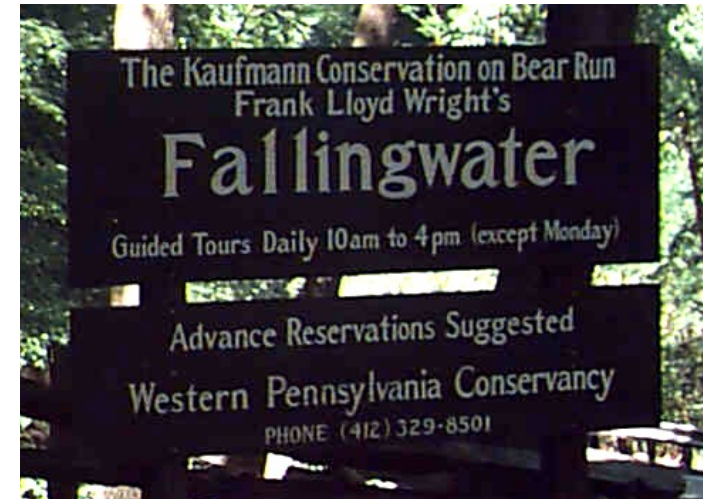 The Kaufmann Conservation on Bear Run
Frank Lloyd Wright's
Fallingwater
Guided Tours Daily 10am to 4pm (except Monday)
Advance Reservations Suggested
Western Pennsylvania Conservancy
PHONE (412) 329-8501